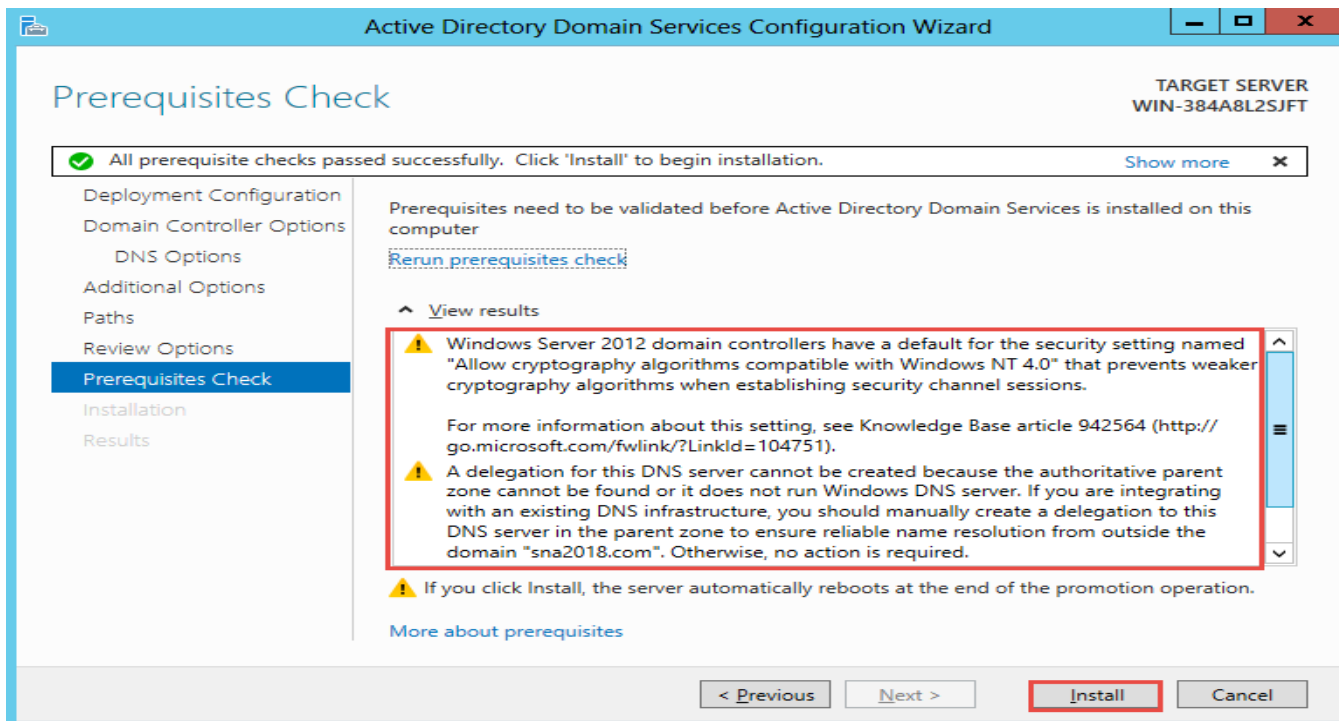 Active Directory Domain Services Configuration Wizard
Prerequisites Check
TARGET SERVER
WIN-384A8L2SJFT
All prerequisite checks passed successfully. Click 'Install' to begin installation.
Show more
Deployment Configuration
Domain Controller Options
DNS Options
Additional Options
Paths
Review Options
Prerequisites Check
Installation
Results
Prerequisites need to be validated before Active Directory Domain Services is installed on this
computer
Rerun prerequisites check
View results
Windows Server 2012 domain controllers have a default for the security setting named
"Allow cryptography algorithms compatible with Windows NT 4.0" that prevents weaker
cryptography algorithms when establishing security channel sessions.
For more information about this setting, see Knowledge Base article 942564 (http://
go.microsoft.com/fwlink/?LinkId=104751).
A delegation for this DNS server cannot be created because the authoritative parent
zone cannot be found or it does not run Windows DNS server. If you are integrating
with an existing DNS infrastructure, you should manually create a delegation to this
DNS server in the parent zone to ensure reliable name resolution from outside the
domain "sna2018.com". Otherwise, no action is required.
If you click Install, the server automatically reboots at the end of the promotion operation.
More about prerequisites
< Previous
Next >
Install
Cancel